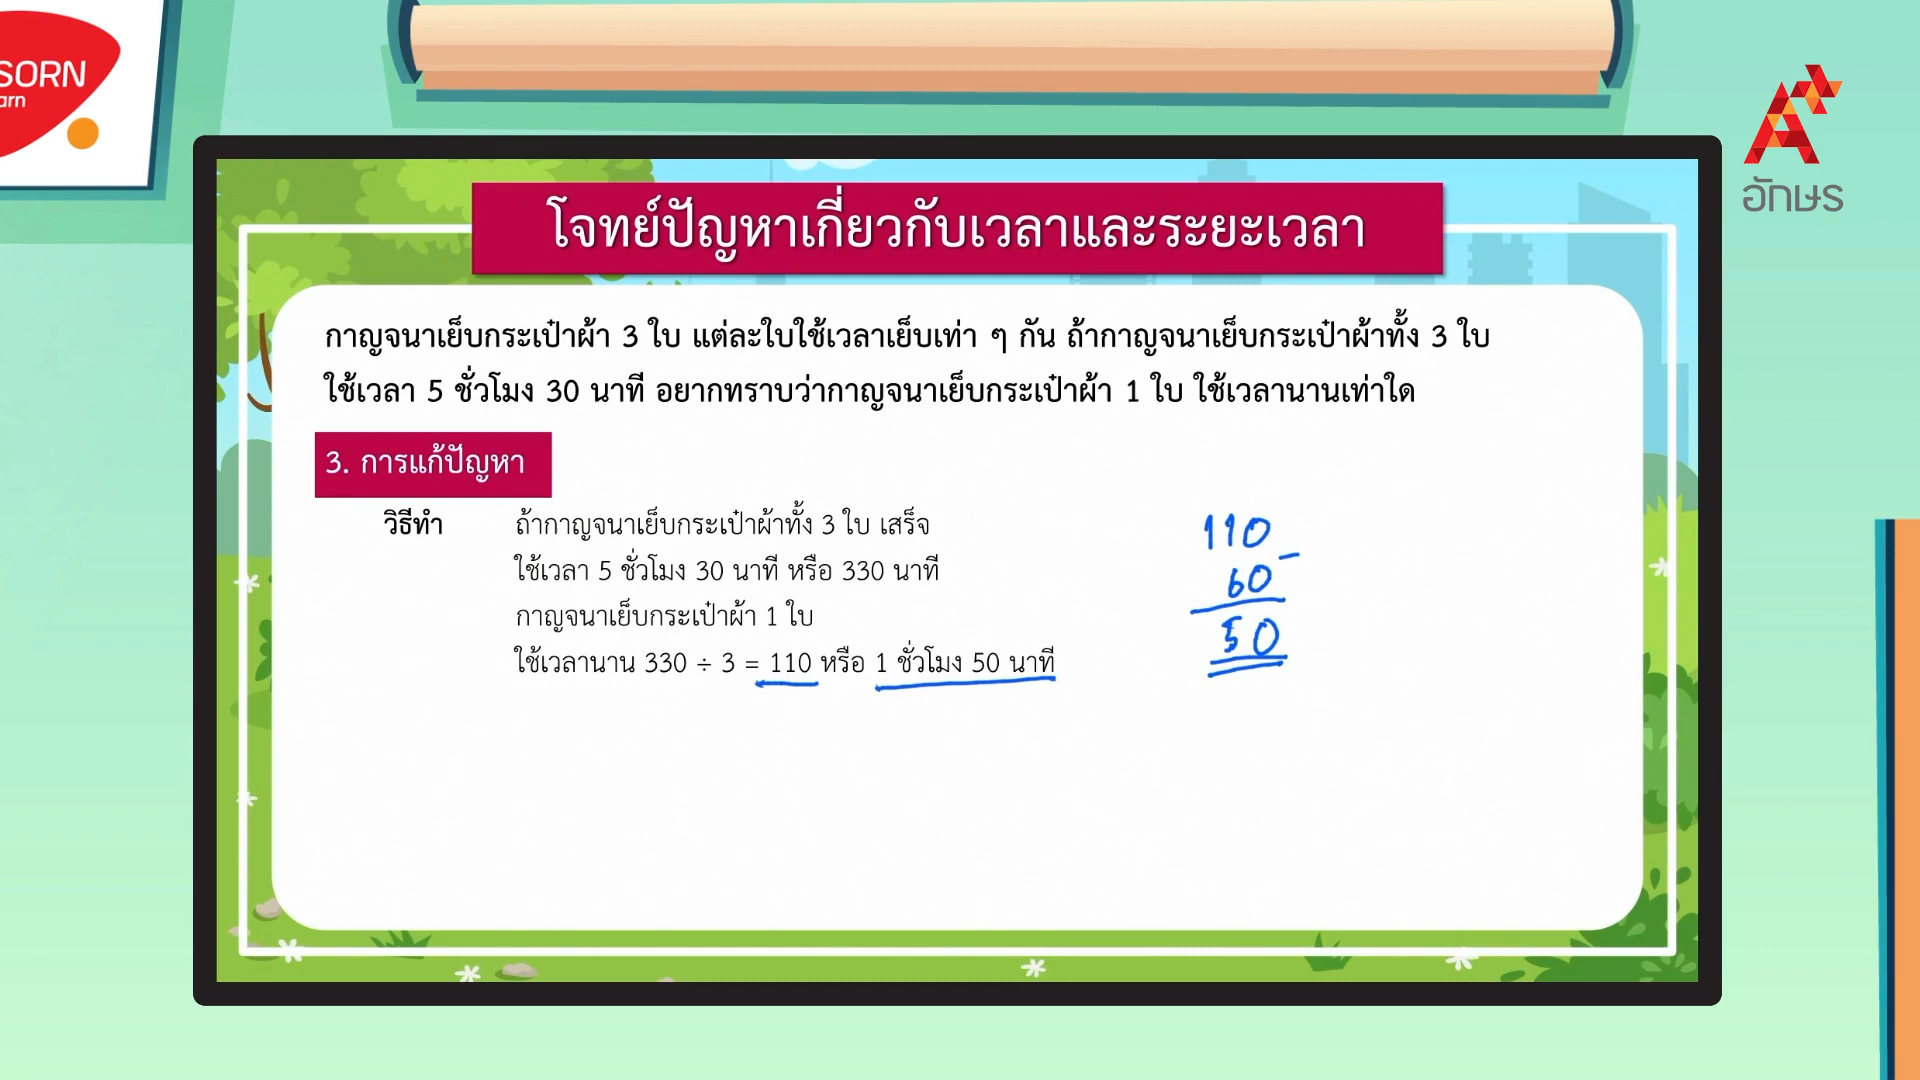 SORN
arn
อักษร
โจทย์ปัญหาเกี่ยวกับเวลาและระยะเวลา
กาญจนาเย็บกระเป๋าผ้า 3 ใบ แต่ละใบใช้เวลาเย็บเท่า ๆ กัน ถ้ากาญจนาเย็บกระเป๋าผ้าทั้ง 3 ใบ
ใช้เวลา 5 ชั่วโมง 30 นาที อยากทราบว่ากาญจนาเย็บกระเป๋าผ้า 1 ใบ ใช้เวลานานเท่าใด
3. การแก้ปัญหา
วิธีทำ ถ้ากาญจนาเย็บกระเป๋าผ้าทั้ง 3 ใบ เสร็จ
ใช้เวลา 5 ชั่วโมง 30 นาที หรือ 330 นาที
กาญจนาเย็บกระเป๋าผ้า 1 ใบ
ใช้เวลานาน 330 ÷ 3 = 110 หรือ 1 ชั่วโมง 50 นาที
110
60 -
50